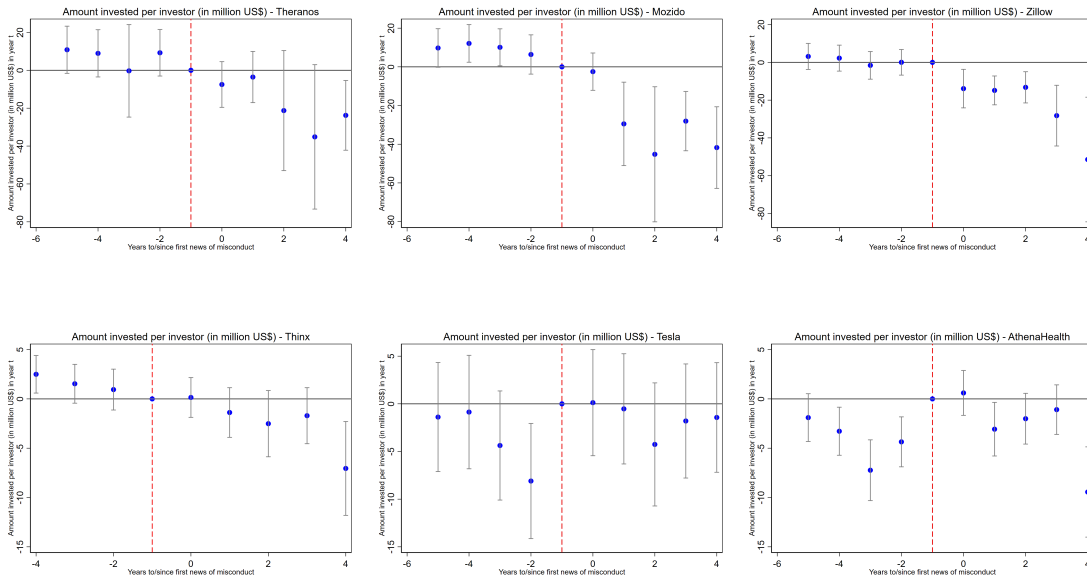 Amount invested per investor (in million US$) - Theranos
Amount invested per investor (in million US$) in year t
20
0
-20
-40
-60
-80
-6 -4 -2 0 2 4
Years to/since first news of misconduct
Amount invested per investor (in million US$) - Mozido
Amount invested per investor (in million US$) in year t
20
0
-20
-40
-60
-80
-6 -4 -2 0 2 4
Years to/since first news of misconduct
Amount invested per investor (in million US$) - Zillow
Amount invested per investor (in million US$) in year t
20
0
-20
-40
-60
-80
-6 -4 -2 0 2 4
Years to/since first news of misconduct
Amount invested per investor (in million US$) - Thinx
Amount invested per investor (in million US$) in year t
5
0
-5
-10
-15
-4 -2 0 2 4
Years to/since first news of misconduct
Amount invested per investor (in million US$) - Tesla
Amount invested per investor (in million US$) in year t
5
0
-5
-10
-15
-6 -4 -2 0 2 4
Years to/since first news of misconduct
Amount invested per investor (in million US$) - AthenaHealth
Amount invested per investor (in million US$) in year t
5
0
-5
-10
-15
-6 -4 -2 0 2 4
Years to/since first news of misconduct